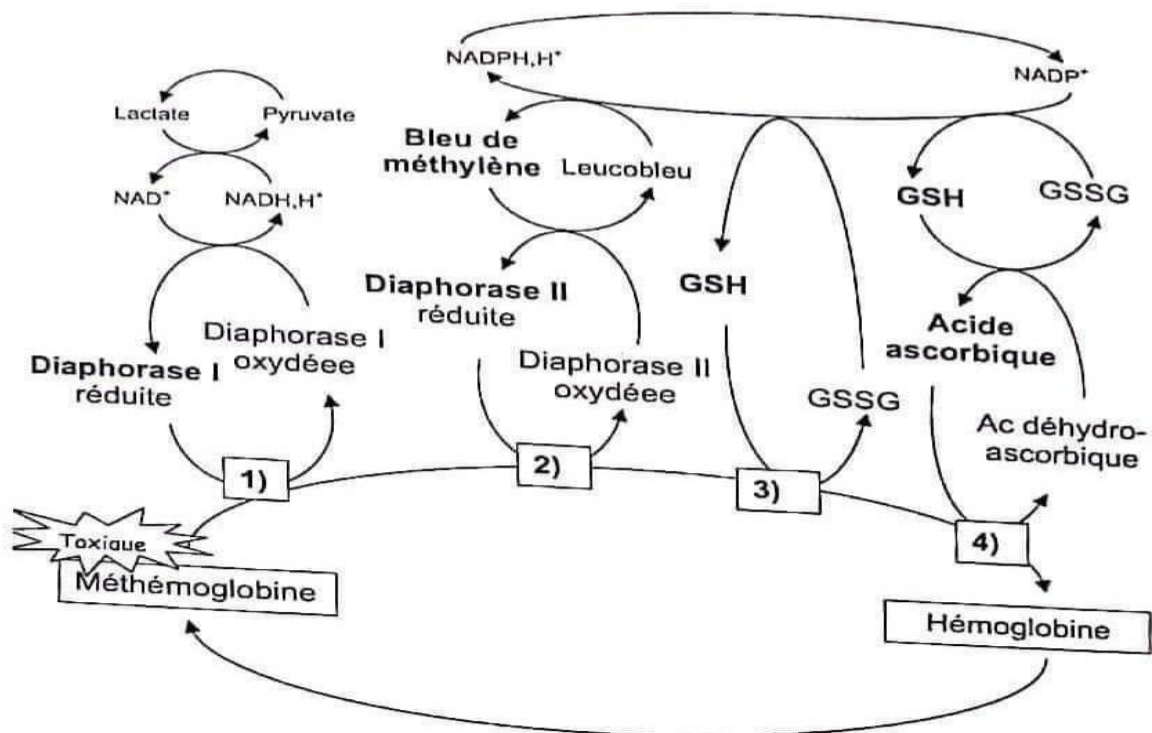 NADPH,H⁺
NADP⁺
Lactate
Pyruvate
Bleu de
méthylène
Leucobleu
NAD⁺
NADH,H⁺
GSH
GSSG
Diaphorase II
réduite
GSH
Acide
ascorbique
Diaphorase I
oxydéee
Diaphorase I
réduite
Diaphorase II
oxydéee
GSSG
Ac déhydro-
ascorbique
1)
2)
3)
4)
Toxique
Méthémoglobine
Hémoglobine